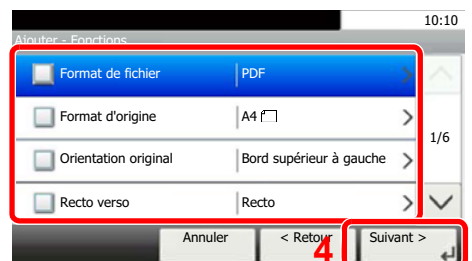 10:10
Ajouter - Fonctions
Format de fichier PDF
Format d'origine A4
1/6
Orientation original Bord supérieur à gauche
Recto verso Recto
Annuler < Retour Suivant >
4